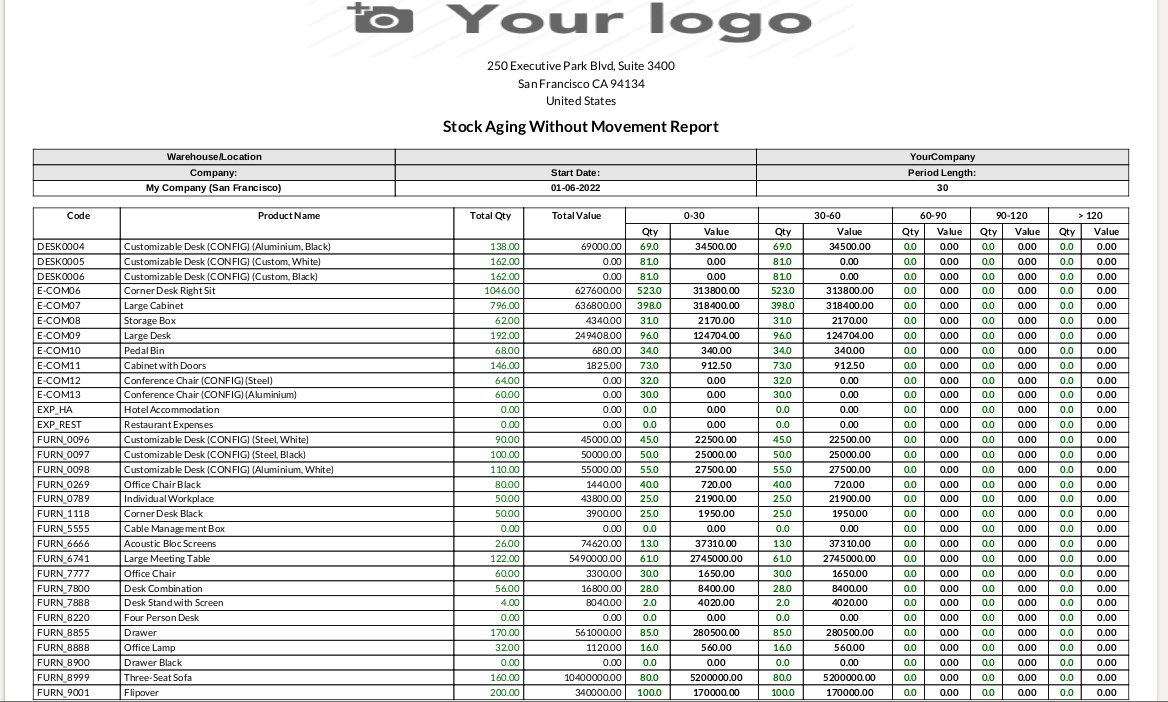 Your logo
250 Executive Park Blvd, Suite 3400
San Francisco CA 94134
United States
Stock Aging Without Movement Report
Warehouse/Location YourCompany
Company: Start Date: Period Length:
My Company (San Francisco) 01-06-2022 30
Code Product Name Total Qty Total Value 0-30 30-60 60-90 90-120 > 120
Qty Value Qty Value Qty Value Qty Value Qty Value
DESK0004 Customizable Desk (CONFIG) (Aluminium, Black) 138.00 69000.00 69.0 34500.00 69.0 34500.00 0.0 0.00 0.0 0.00 0.0 0.00
DESK0005 Customizable Desk (CONFIG) (Custom, White) 162.00 0.00 81.0 0.00 81.0 0.00 0.0 0.00 0.0 0.00 0.0 0.00
DESK0006 Customizable Desk (CONFIG) (Custom, Black) 162.00 0.00 81.0 0.00 81.0 0.00 0.0 0.00 0.0 0.00 0.0 0.00
E-COM06 Corner Desk Right Sit 1046.00 627600.00 523.0 313800.00 523.0 313800.00 0.0 0.00 0.0 0.00 0.0 0.00
E-COM07 Large Cabinet 796.00 636800.00 398.0 318400.00 398.0 318400.00 0.0 0.00 0.0 0.00 0.0 0.00
E-COM08 Storage Box 62.00 4340.00 31.0 2170.00 31.0 2170.00 0.0 0.00 0.0 0.00 0.0 0.00
E-COM09 Large Desk 192.00 249408.00 96.0 124704.00 96.0 124704.00 0.0 0.00 0.0 0.00 0.0 0.00
E-COM10 Pedal Bin 68.00 680.00 34.0 340.00 34.0 340.00 0.0 0.00 0.0 0.00 0.0 0.00
E-COM11 Cabinet with Doors 146.00 1825.00 73.0 912.50 73.0 912.50 0.0 0.00 0.0 0.00 0.0 0.00
E-COM12 Conference Chair (CONFIG) (Steel) 64.00 0.00 32.0 0.00 32.0 0.00 0.0 0.00 0.0 0.00 0.0 0.00
E-COM13 Conference Chair (CONFIG) (Aluminium) 60.00 0.00 30.0 0.00 30.0 0.00 0.0 0.00 0.0 0.00 0.0 0.00
EXP_HA Hotel Accommodation 0.00 0.00 0.0 0.00 0.0 0.00 0.0 0.00 0.0 0.00 0.0 0.00
EXP_REST Restaurant Expenses 0.00 0.00 0.0 0.00 0.0 0.00 0.0 0.00 0.0 0.00 0.0 0.00
FURN_0096 Customizable Desk (CONFIG) (Steel, White) 90.00 45000.00 45.0 22500.00 45.0 22500.00 0.0 0.00 0.0 0.00 0.0 0.00
FURN_0097 Customizable Desk (CONFIG) (Steel, Black) 100.00 50000.00 50.0 25000.00 50.0 25000.00 0.0 0.00 0.0 0.00 0.0 0.00
FURN_0098 Customizable Desk (CONFIG) (Aluminium, White) 110.00 55000.00 55.0 27500.00 55.0 27500.00 0.0 0.00 0.0 0.00 0.0 0.00
FURN_0269 Office Chair Black 80.00 1440.00 40.0 720.00 40.0 720.00 0.0 0.00 0.0 0.00 0.0 0.00
FURN_0789 Individual Workplace 50.00 43800.00 25.0 21900.00 25.0 21900.00 0.0 0.00 0.0 0.00 0.0 0.00
FURN_1118 Corner Desk Black 50.00 3900.00 25.0 1950.00 25.0 1950.00 0.0 0.00 0.0 0.00 0.0 0.00
FURN_5555 Cable Management Box 0.00 0.00 0.0 0.00 0.0 0.00 0.0 0.00 0.0 0.00 0.0 0.00
FURN_6666 Acoustic Bloc Screens 26.00 74620.00 13.0 37310.00 13.0 37310.00 0.0 0.00 0.0 0.00 0.0 0.00
FURN_6741 Large Meeting Table 122.00 5490000.00 61.0 2745000.00 61.0 2745000.00 0.0 0.00 0.0 0.00 0.0 0.00
FURN_7777 Office Chair 60.00 3300.00 30.0 1650.00 30.0 1650.00 0.0 0.00 0.0 0.00 0.0 0.00
FURN_7800 Desk Combination 56.00 16800.00 28.0 8400.00 28.0 8400.00 0.0 0.00 0.0 0.00 0.0 0.00
FURN_7888 Desk Stand with Screen 4.00 8040.00 2.0 4020.00 2.0 4020.00 0.0 0.00 0.0 0.00 0.0 0.00
FURN_8220 Four Person Desk 0.00 0.00 0.0 0.00 0.0 0.00 0.0 0.00 0.0 0.00 0.0 0.00
FURN_8855 Drawer 170.00 561000.00 85.0 280500.00 85.0 280500.00 0.0 0.00 0.0 0.00 0.0 0.00
FURN_8888 Office Lamp 32.00 1120.00 16.0 560.00 16.0 560.00 0.0 0.00 0.0 0.00 0.0 0.00
FURN_8900 Drawer Black 0.00 0.00 0.0 0.00 0.0 0.00 0.0 0.00 0.0 0.00 0.0 0.00
FURN_8999 Three-Seat Sofa 160.00 10400000.00 80.0 5200000.00 80.0 5200000.00 0.0 0.00 0.0 0.00 0.0 0.00
FURN_9001 Flipover 200.00 340000.00 100.0 170000.00 100.0 170000.00 0.0 0.00 0.0 0.00 0.0 0.00